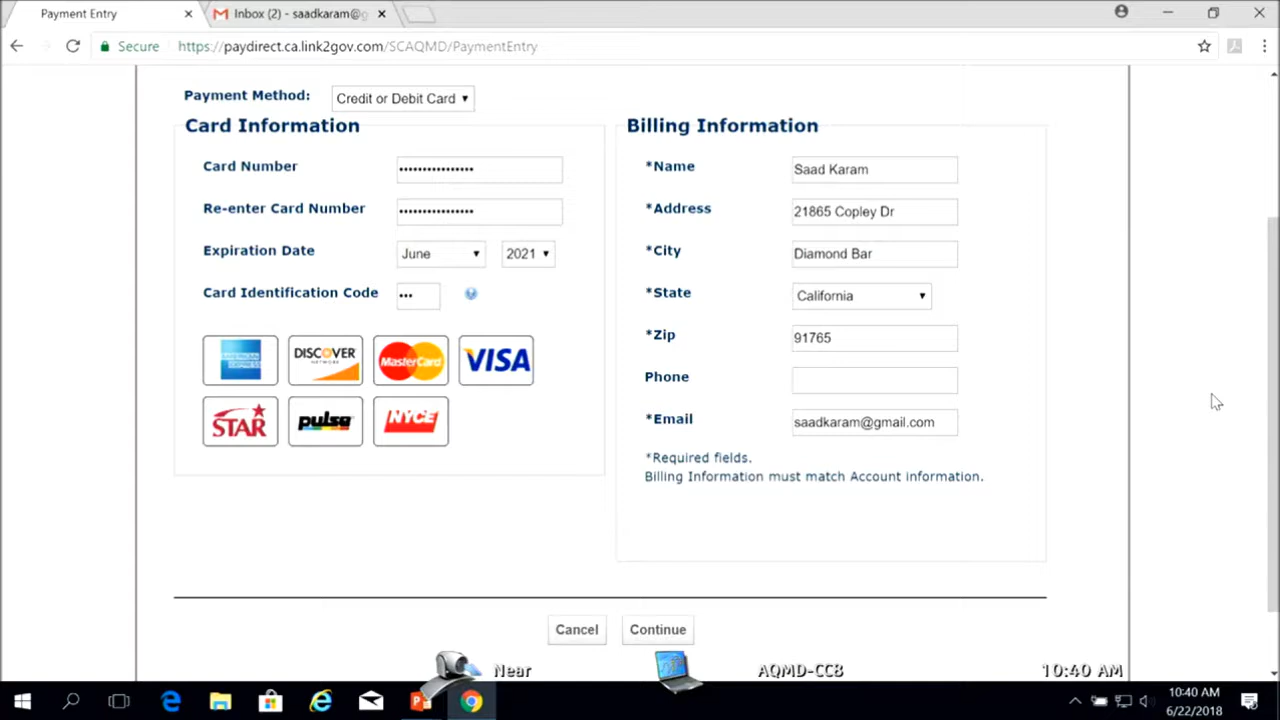 Payment Entry
Inbox (2) - saadkaram@g
Secure
https://paydirect.ca.link2gov.com/SCAQMD/PaymentEntry
Payment Method:
Credit or Debit Card
Card Information
Card Number
••••••••••••••••
Re-enter Card Number
••••••••••••••••
Expiration Date
June
2021
Card Identification Code
•••
AMERICAN EXPRESS
DISCOVER
NETWORK
MasterCard
VISA
STAR
pulse
NYCE
Billing Information
*Name
Saad Karam
*Address
21865 Copley Dr
*City
Diamond Bar
*State
California
*Zip
91765
Phone
*Email
saadkaram@gmail.com
*Required fields.
Billing Information must match Account information.
Cancel
Continue
Near
AQMD-CC8
10:40 AM
10:40 AM
6/22/2018